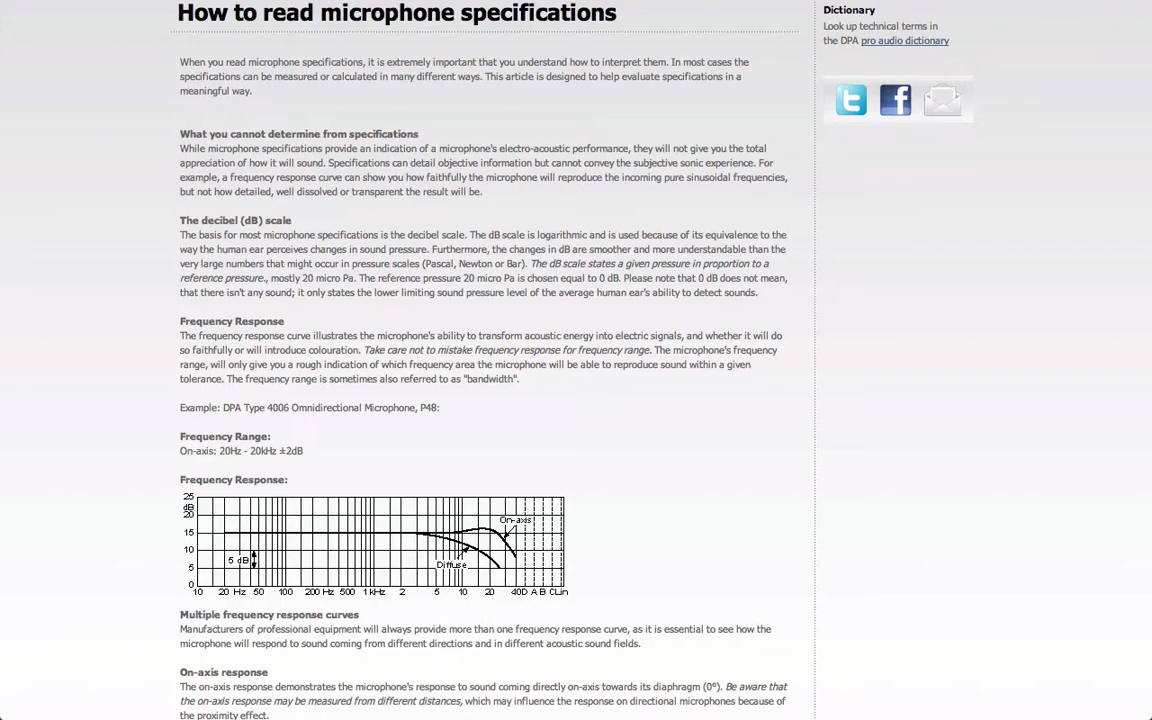 How to read microphone specifications
When you read microphone specifications, it is extremely important that you understand how to interpret them. In most cases the
specifications can be measured or calculated in many different ways. This article is designed to help evaluate specifications in a
meaningful way.
What you cannot determine from specifications
While microphone specifications provide an indication of a microphone's electro-acoustic performance, they will not give you the total
appreciation of how it will sound. Specifications can detail objective information but cannot convey the subjective sonic experience. For
example, a frequency response curve can show you how faithfully the microphone will reproduce the incoming pure sinusoidal frequencies,
but not how detailed, well dissolved or transparent the result will be.
The decibel (dB) scale
The basis for most microphone specifications is the decibel scale. The dB scale is logarithmic and is used because of its equivalence to the
way the human ear perceives changes in sound pressure. Furthermore, the changes in dB are smoother and more understandable than the
very large numbers that might occur in pressure scales (Pascal, Newton or Bar). The dB scale states a given pressure in proportion to a
reference pressure., mostly 20 micro Pa. The reference pressure 20 micro Pa is chosen equal to 0 dB. Please note that 0 dB does not mean,
that there isn't any sound; it only states the lower limiting sound pressure level of the average human ear's ability to detect sounds.
Frequency Response
The frequency response curve illustrates the microphone's ability to transform acoustic energy into electric signals, and whether it will do
so faithfully or will introduce colouration. Take care not to mistake frequency response for frequency range. The microphone's frequency
range, will only give you a rough indication of which frequency area the microphone will be able to reproduce sound within a given
tolerance. The frequency range is sometimes also referred to as "bandwidth".
Example: DPA Type 4006 Omnidirectional Microphone, P48:
Frequency Range:
On-axis: 20Hz - 20kHz ±2dB
Frequency Response:
25
dB
20
15
10
5
0
On-axis
5 dB
Diffuse
10 20 Hz 50 100 200 Hz 500 1 kHz 2 5 10 20 40 D A B C Lin
Multiple frequency response curves
Manufacturers of professional equipment will always provide more than one frequency response curve, as it is essential to see how the
microphone will respond to sound coming from different directions and in different acoustic sound fields.
On-axis response
The on-axis response demonstrates the microphone's response to sound coming directly on-axis towards its diaphragm (0°). Be aware that
the on-axis response may be measured from different distances, which may influence the response on directional microphones because of
the proximity effect.
Dictionary
Look up technical terms in
the DPA pro audio dictionary